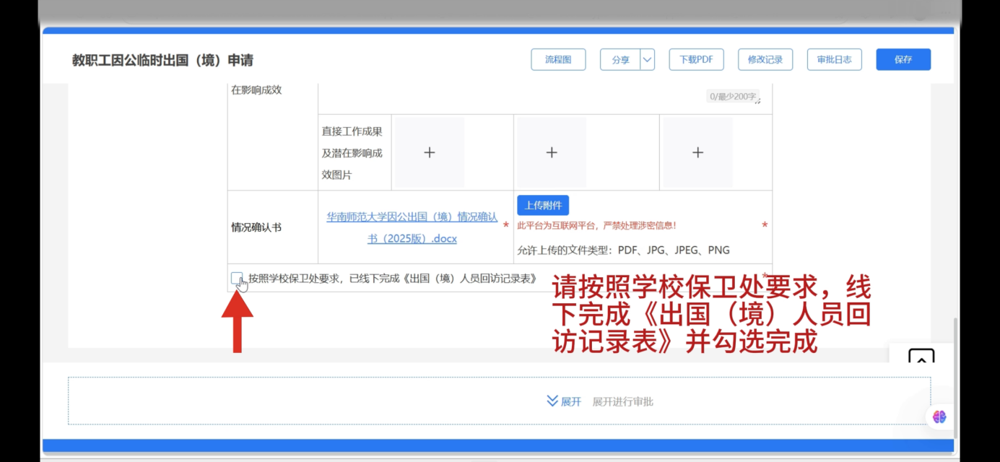 教职工因公临时出国（境）申请
流程图
分享
下载PDF
修改记录
审批日志
保存
在影响成效
0/最少200字
直接工作成果
及潜在影响成
效图片
+
+
+
情况确认书
华南师范大学因公出国（境）情况确认
书（2025版）.docx
*
上传附件
此平台为互联网平台，严禁处理涉密信息！
*
允许上传的文件类型：PDF、JPG、JPEG、PNG
按照学校保卫处要求，已线下完成《出国（境）人员回访记录表》
*
请按照学校保卫处要求，线
下完成《出国（境）人员回
访记录表》并勾选完成
展开
展开进行审批